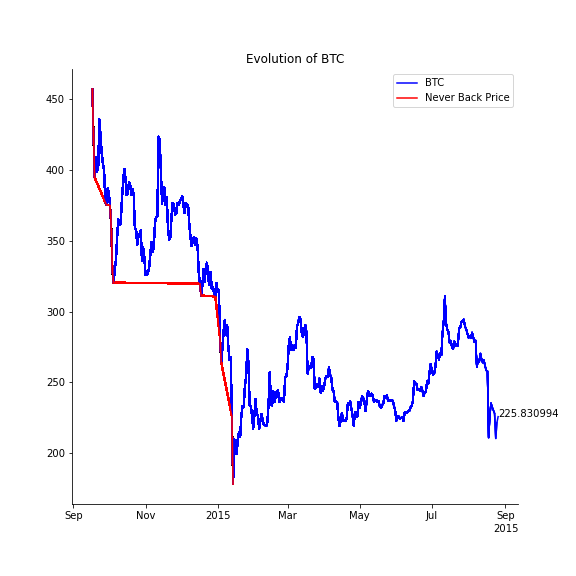 Evolution of BTC
BTC
Never Back Price
450
400
350
300
250
200
225.830994
Sep
Nov
2015
Mar
May
Jul
Sep
2015